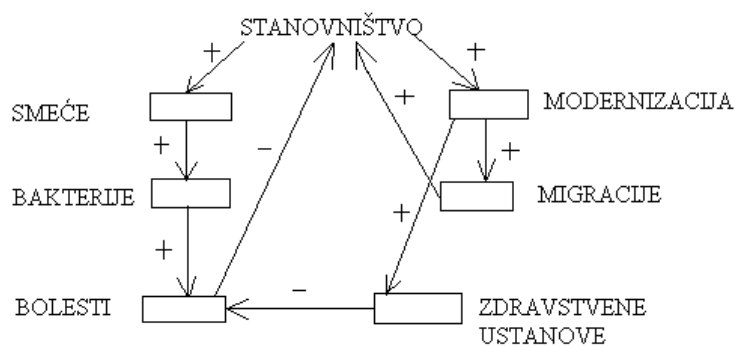 STANOVNIŠTVO
+
+
SMEĆE
+
MODERNIZACIJA
+
−
+
BAKTERIJE
+
MIGRACIJE
+
+
BOLESTI
−
ZDRAVSTVENE
USTANOVE